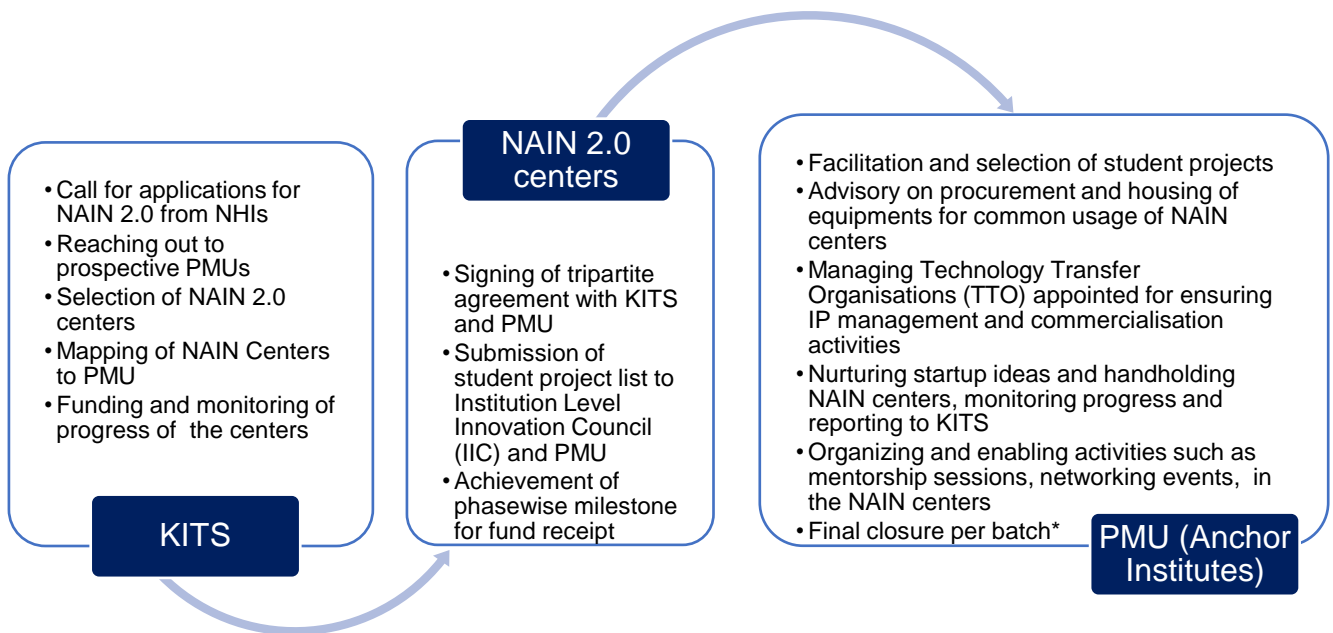 • Call for applications for
NAIN 2.0 from NHIs
• Reaching out to
prospective PMUs
• Selection of NAIN 2.0
centers
• Mapping of NAIN Centers
to PMU
• Funding and monitoring of
progress of the centers
KITS
NAIN 2.0
centers
• Signing of tripartite
agreement with KITS
and PMU
• Submission of
student project list to
Institution Level
Innovation Council
(IIC) and PMU
• Achievement of
phasewise milestone
for fund receipt
• Facilitation and selection of student projects
• Advisory on procurement and housing of
equipments for common usage of NAIN
centers
• Managing Technology Transfer
Organisations (TTO) appointed for ensuring
IP management and commercialisation
activities
• Nurturing startup ideas and handholding
NAIN centers, monitoring progress and
reporting to KITS
• Organizing and enabling activities such as
mentorship sessions, networking events, in
the NAIN centers
• Final closure per batch*
PMU (Anchor
Institutes)